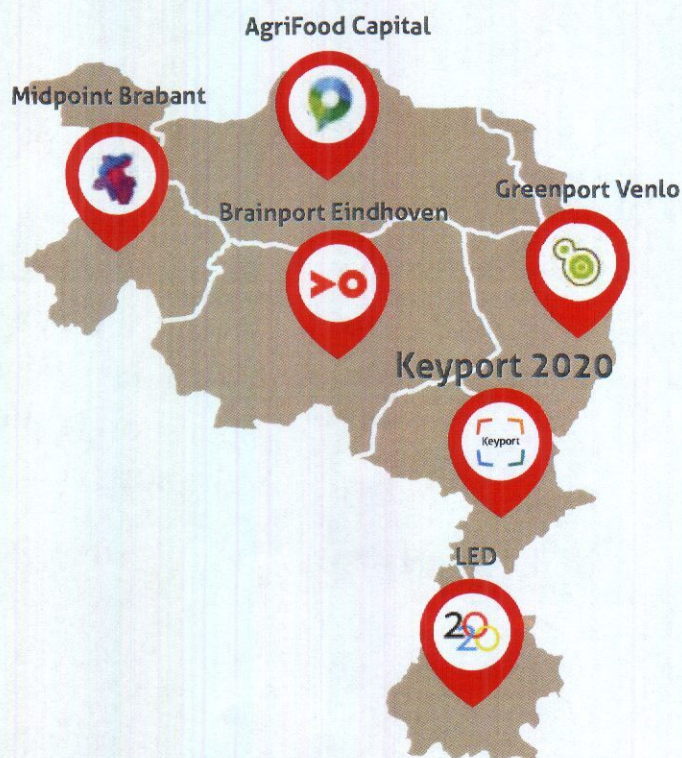 AgriFood Capital
Midpoint Brabant
Greenport Venlo
Brainport Eindhoven
>O
Keyport 2020
Keyport
LED
2020